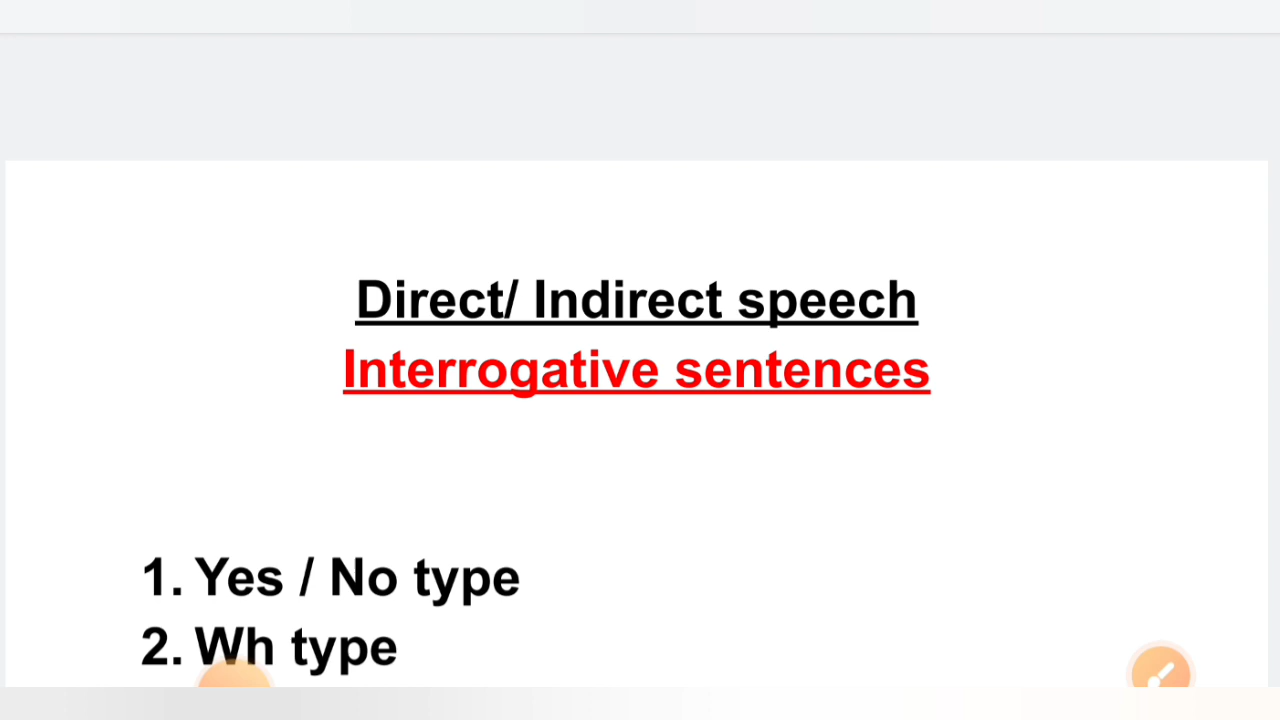 Direct/ Indirect speech
Interrogative sentences
1. Yes / No type
2. Wh type